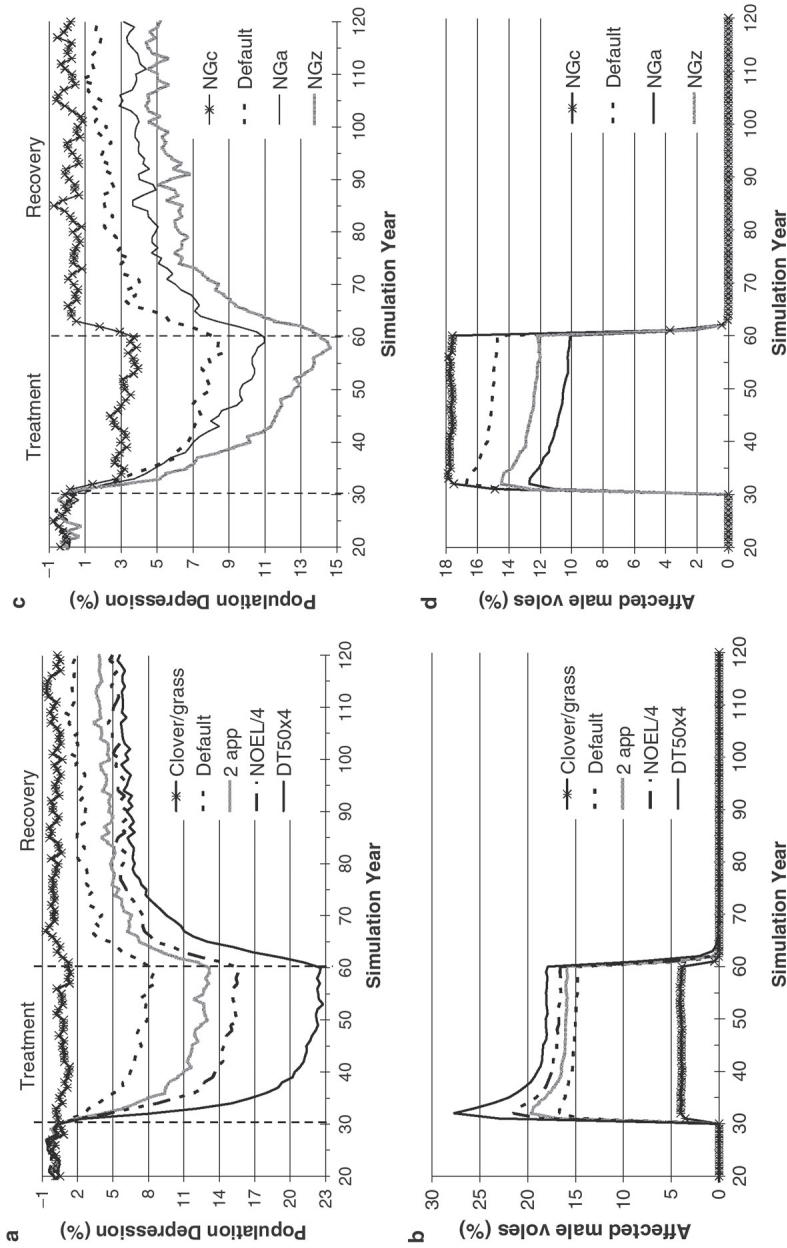 a
Treatment
Recovery
Population Depression (%)
-1
2
5
8
11
14
17
20
23
20 30 40 50 60 70 80 90 100 110 120
Simulation Year
Clover/grass
Default
2 app
NOEL/4
DT50x4
b
Affected male voles (%)
30
25
20
15
10
5
0
20 30 40 50 60 70 80 90 100 110 120
Simulation Year
Clover/grass
Default
2 app
NOEL/4
DT50x4
c
Treatment
Recovery
Population Depression (%)
-1
1
3
5
7
9
11
13
15
20 30 40 50 60 70 80 90 100 110 120
Simulation Year
NGc
Default
NGa
NGz
d
Affected male voles (%)
18
16
14
12
10
8
6
4
2
0
20 30 40 50 60 70 80 90 100 110 120
Simulation Year
NGc
Default
NGa
NGz